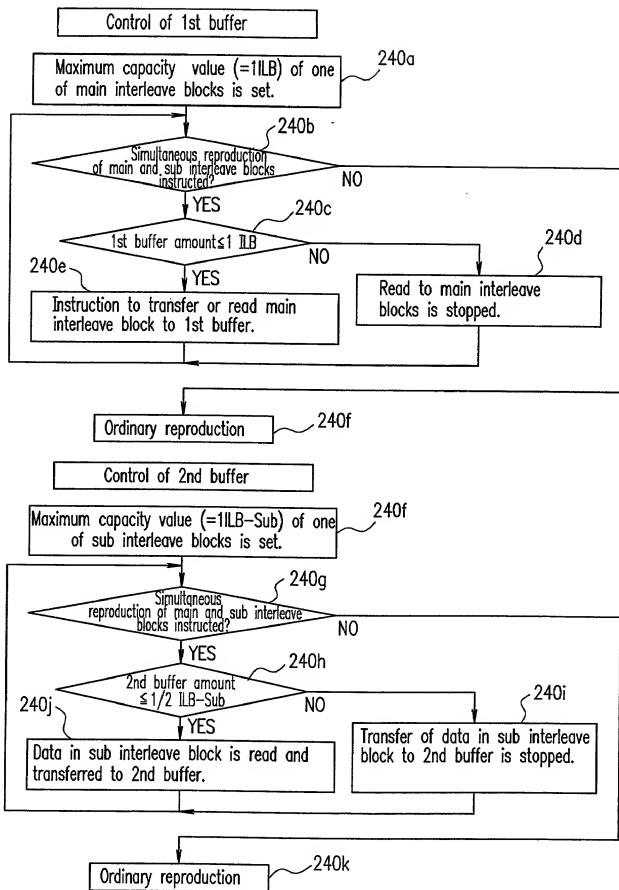 Control of 1st buffer
Maximum capacity value (=1ILB) of one
of main interleave blocks is set.
240a
240b
Simultaneous reproduction
of main and sub interleave blocks
instructed?
NO
YES
240c
1st buffer amount≦1 ILB
NO
240d
240e
YES
Instruction to transfer or read main
interleave block to 1st buffer.
Read to main interleave
blocks is stopped.
Ordinary reproduction
240f
Control of 2nd buffer
Maximum capacity value (=1ILB-Sub) of one
of sub interleave blocks is set.
240f
240g
Simultaneous
reproduction of main and sub interleave
blocks instructed?
NO
YES
240h
2nd buffer amount
≦1/2 ILB-Sub
NO
240i
240j
YES
Data in sub interleave block is read and
transferred to 2nd buffer.
Transfer of data in sub interleave
block to 2nd buffer is stopped.
Ordinary reproduction
240k